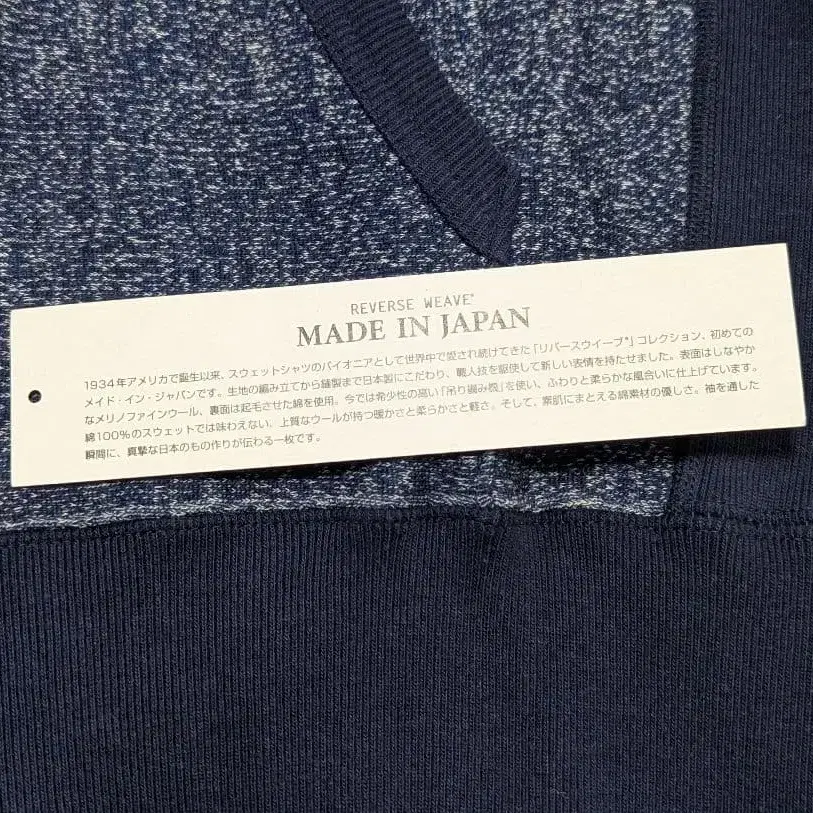 REVERSE WEAVE®
MADE IN JAPAN
1934年アメリカで誕生以来、スウェットシャツのパイオニアとして世界中で愛され続けてきた「リバースウイーブ®」コレクション、初めての
メイド・イン・ジャパンです。生地の編み立てから縫製まで日本製にこだわり、職人技を駆使して新しい表情を持たせました。表面はしなやか
なメリノファインウール、裏面は起毛させた綿を使用。今では希少性の高い「吊り編み機」を使い、ふわりと柔らかな風合いに仕上げています。
綿100%のスウェットでは味わえない、上質なウールが持つ暖かさと柔らかさと軽さ。そして、素肌にまとえる綿素材の優しさ。袖を通した
瞬間に、真摯な日本のもの作りが伝わる一枚です。